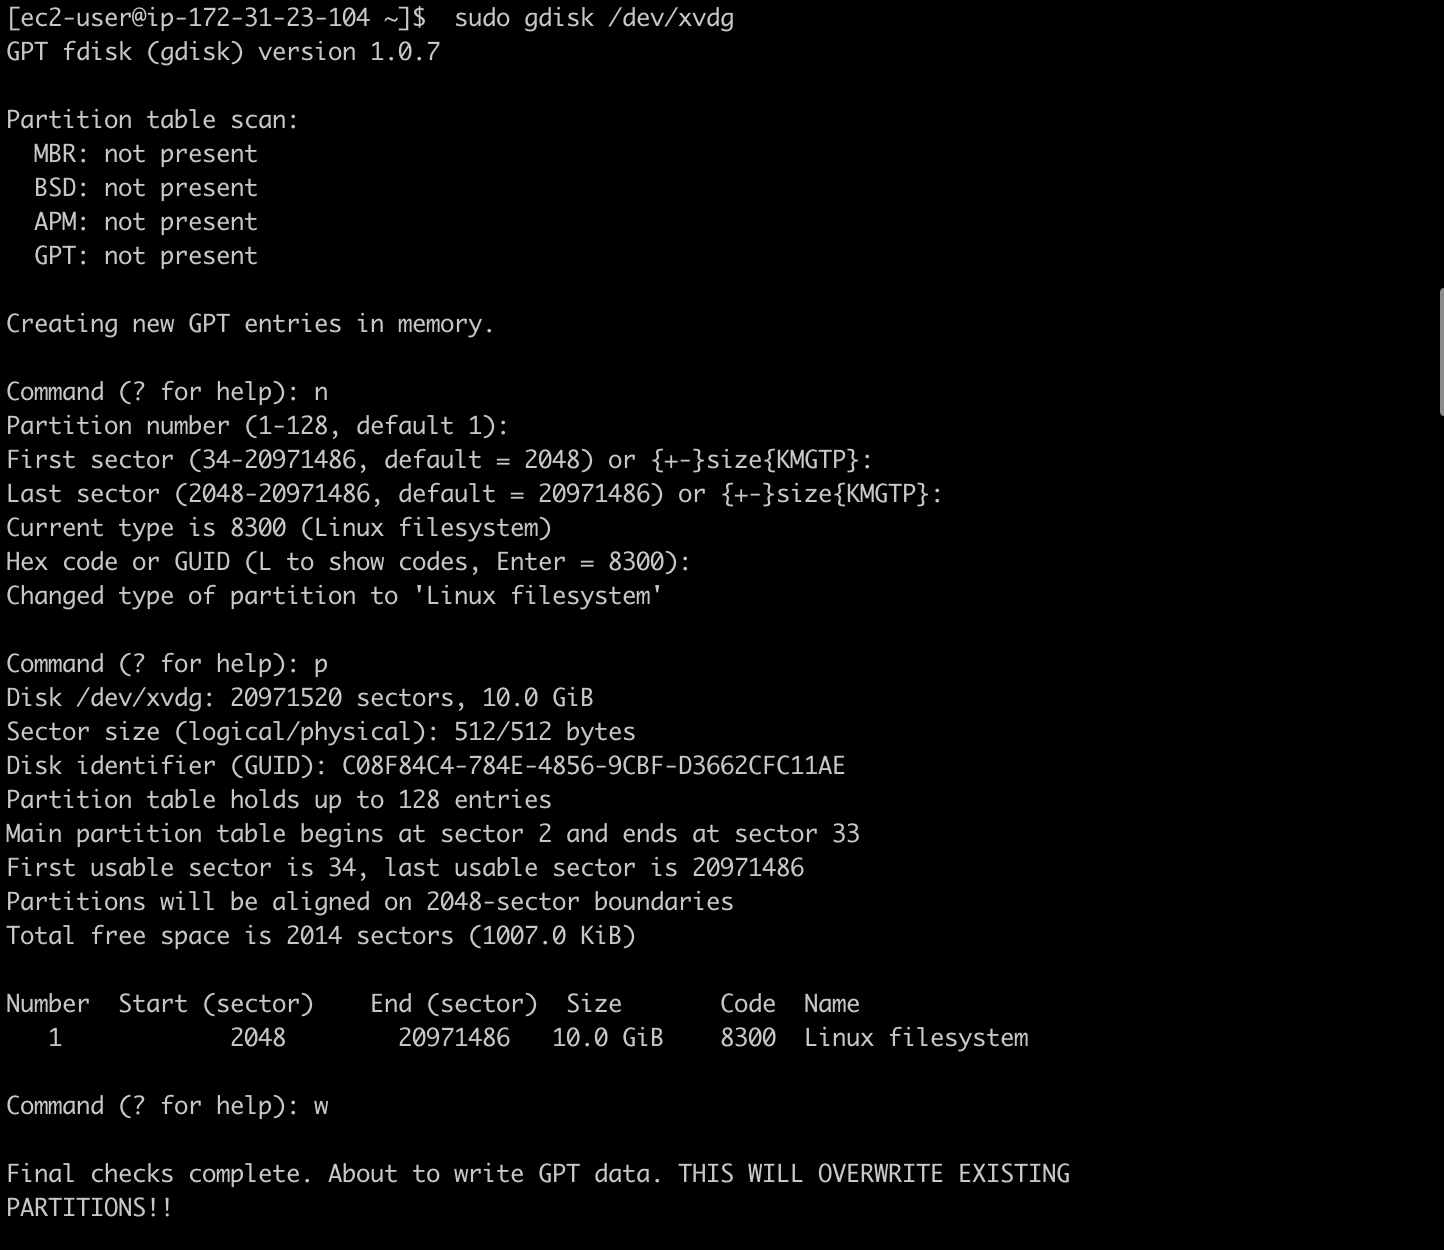 [ec2-user@ip-172-31-23-104 ~]$  sudo gdisk /dev/xvdg
GPT fdisk (gdisk) version 1.0.7

Partition table scan:
  MBR: not present
  BSD: not present
  APM: not present
  GPT: not present

Creating new GPT entries in memory.

Command (? for help): n
Partition number (1-128, default 1):
First sector (34-20971486, default = 2048) or {+-}size{KMGTP}:
Last sector (2048-20971486, default = 20971486) or {+-}size{KMGTP}:
Current type is 8300 (Linux filesystem)
Hex code or GUID (L to show codes, Enter = 8300):
Changed type of partition to 'Linux filesystem'

Command (? for help): p
Disk /dev/xvdg: 20971520 sectors, 10.0 GiB
Sector size (logical/physical): 512/512 bytes
Disk identifier (GUID): C08F84C4-784E-4856-9CBF-D3662CFC11AE
Partition table holds up to 128 entries
Main partition table begins at sector 2 and ends at sector 33
First usable sector is 34, last usable sector is 20971486
Partitions will be aligned on 2048-sector boundaries
Total free space is 2014 sectors (1007.0 KiB)

Number  Start (sector)    End (sector)  Size       Code  Name
   1            2048        20971486   10.0 GiB    8300  Linux filesystem

Command (? for help): w

Final checks complete. About to write GPT data. THIS WILL OVERWRITE EXISTING
PARTITIONS!!